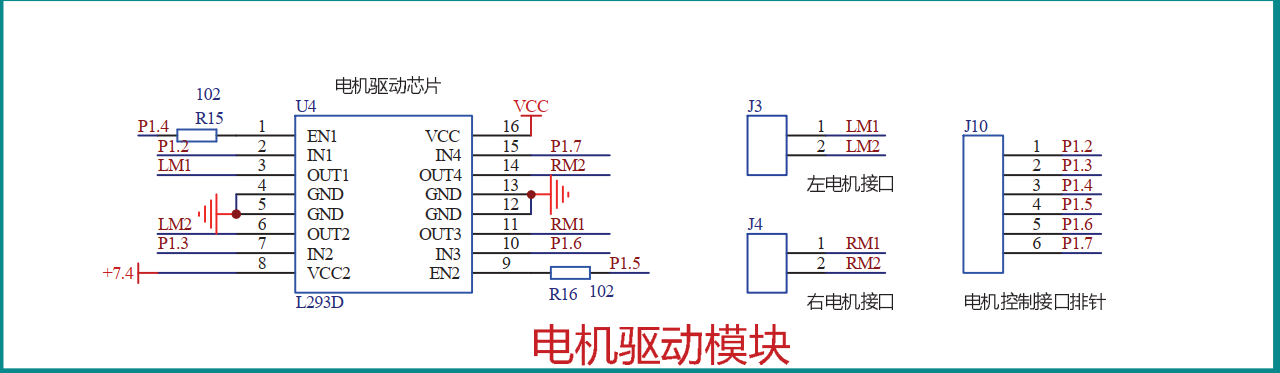 电机驱动芯片
102
R15
U4
P1.4
P1.2
LM1
LM2
P1.3
+7.4
1
2
3
4
5
6
7
8
EN1
IN1
OUT1
GND
GND
OUT2
IN2
VCC2
VCC
IN4
OUT4
GND
GND
OUT3
IN3
EN2
L293D
VCC
16
15
14
13
12
11
10
9
P1.7
RM2
RM1
P1.6
P1.5
R16
102
J3
1 LM1
2 LM2
左电机接口
J4
1 RM1
2 RM2
右电机接口
J10
1 P1.2
2 P1.3
3 P1.4
4 P1.5
5 P1.6
6 P1.7
电机控制接口排针
电机驱动模块